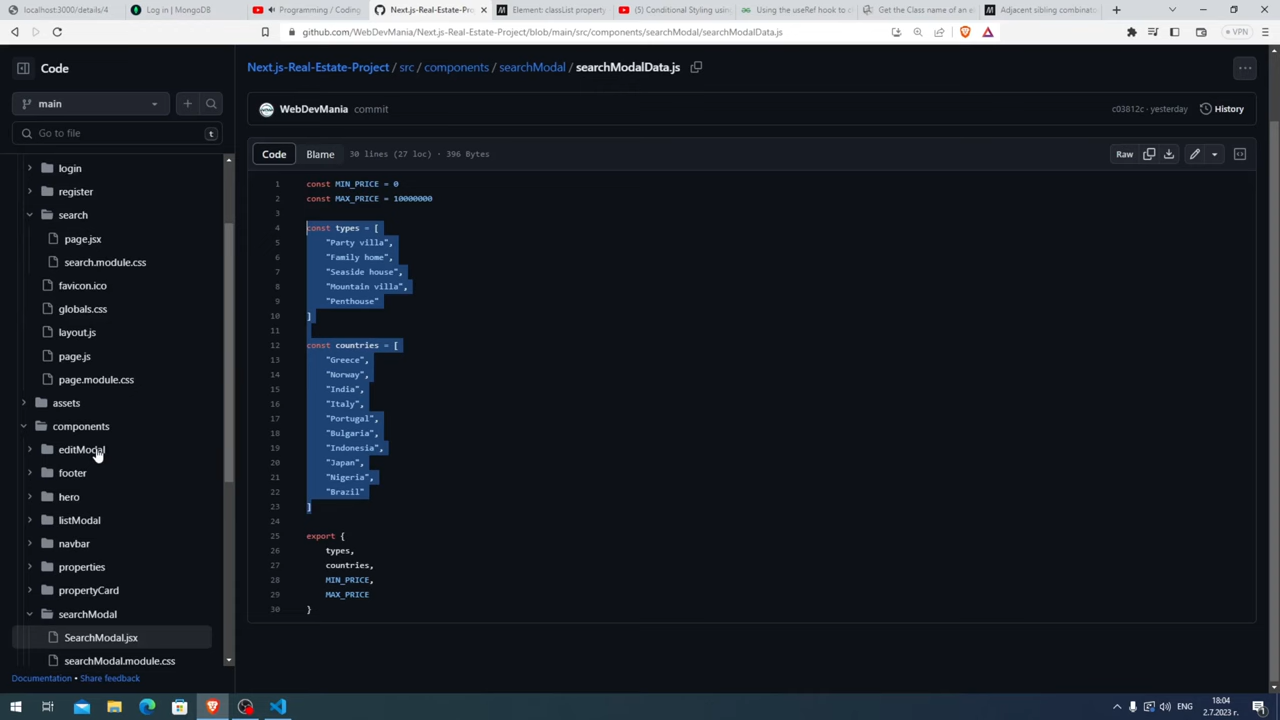 localhost:3000/details/4
Log in | MongoDB
Programming / Coding
Next.js-Real-Estate-Pro
Element: classList property
(5) Conditional Styling usin
Using the useRef hook to c
Get the Class name of an e
Adjacent sibling combinato
github.com/WebDevMania/Next.js-Real-Estate-Project/blob/main/src/components/searchModal/searchModalData.js
VPN
Code
Next.js-Real-Estate-Project / src / components / searchModal / searchModalData.js
main
WebDevMania commit
c03812c · yesterday
History
Go to file
t
Code
Blame
30 lines (27 loc) · 396 Bytes
Raw
login
register
search
page.jsx
search.module.css
favicon.ico
globals.css
layout.js
page.js
page.module.css
assets
components
editModal
footer
hero
listModal
navbar
properties
propertyCard
searchModal
SearchModal.jsx
searchModal.module.css
Documentation • Share feedback
1 const MIN_PRICE = 0
2 const MAX_PRICE = 10000000
3
4 const types = [
5 "Party villa",
6 "Family home",
7 "Seaside house",
8 "Mountain villa",
9 "Penthouse"
10 ]
11
12 const countries = [
13 "Greece",
14 "Norway",
15 "India",
16 "Italy",
17 "Portugal",
18 "Bulgaria",
19 "Indonesia",
20 "Japan",
21 "Nigeria",
22 "Brazil"
23 ]
24
25 export {
26 types,
27 countries,
28 MIN_PRICE,
29 MAX_PRICE
30 }
ENG
18:04
2.7.2023 г.
1